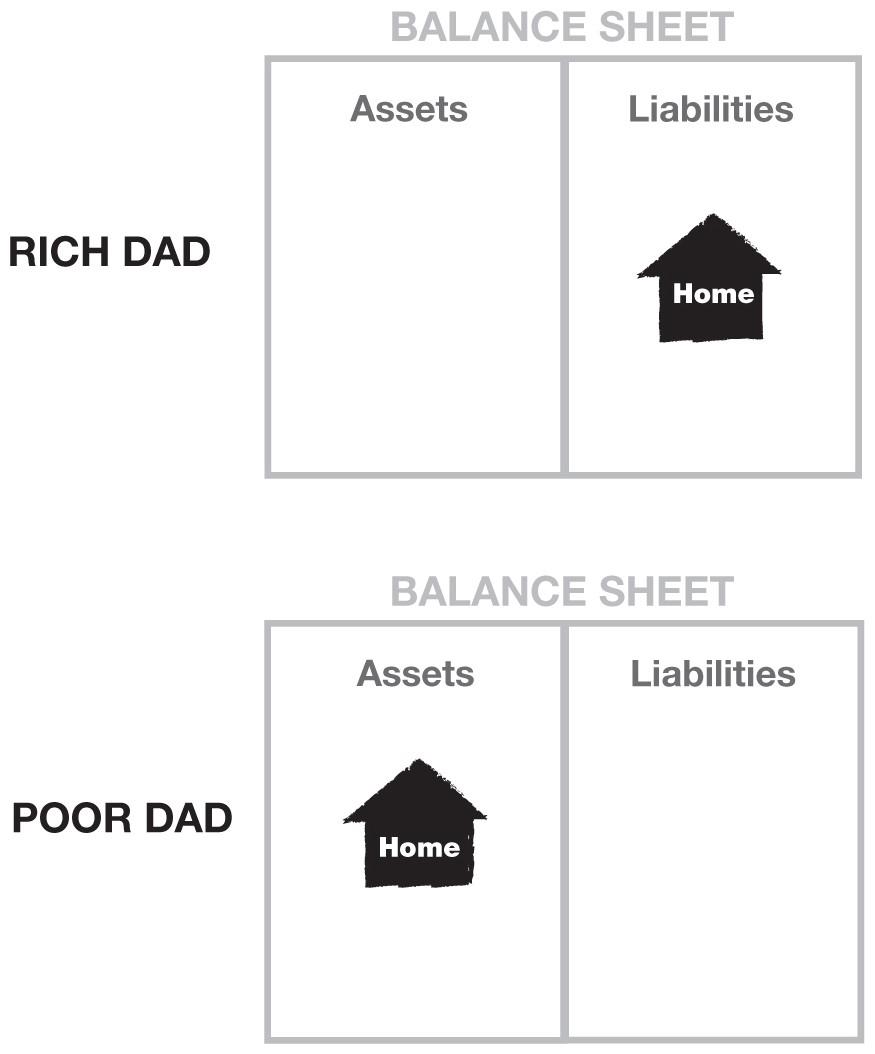 BALANCE SHEET
Assets
Liabilities
RICH DAD
Home
BALANCE SHEET
Assets
Liabilities
POOR DAD
Home